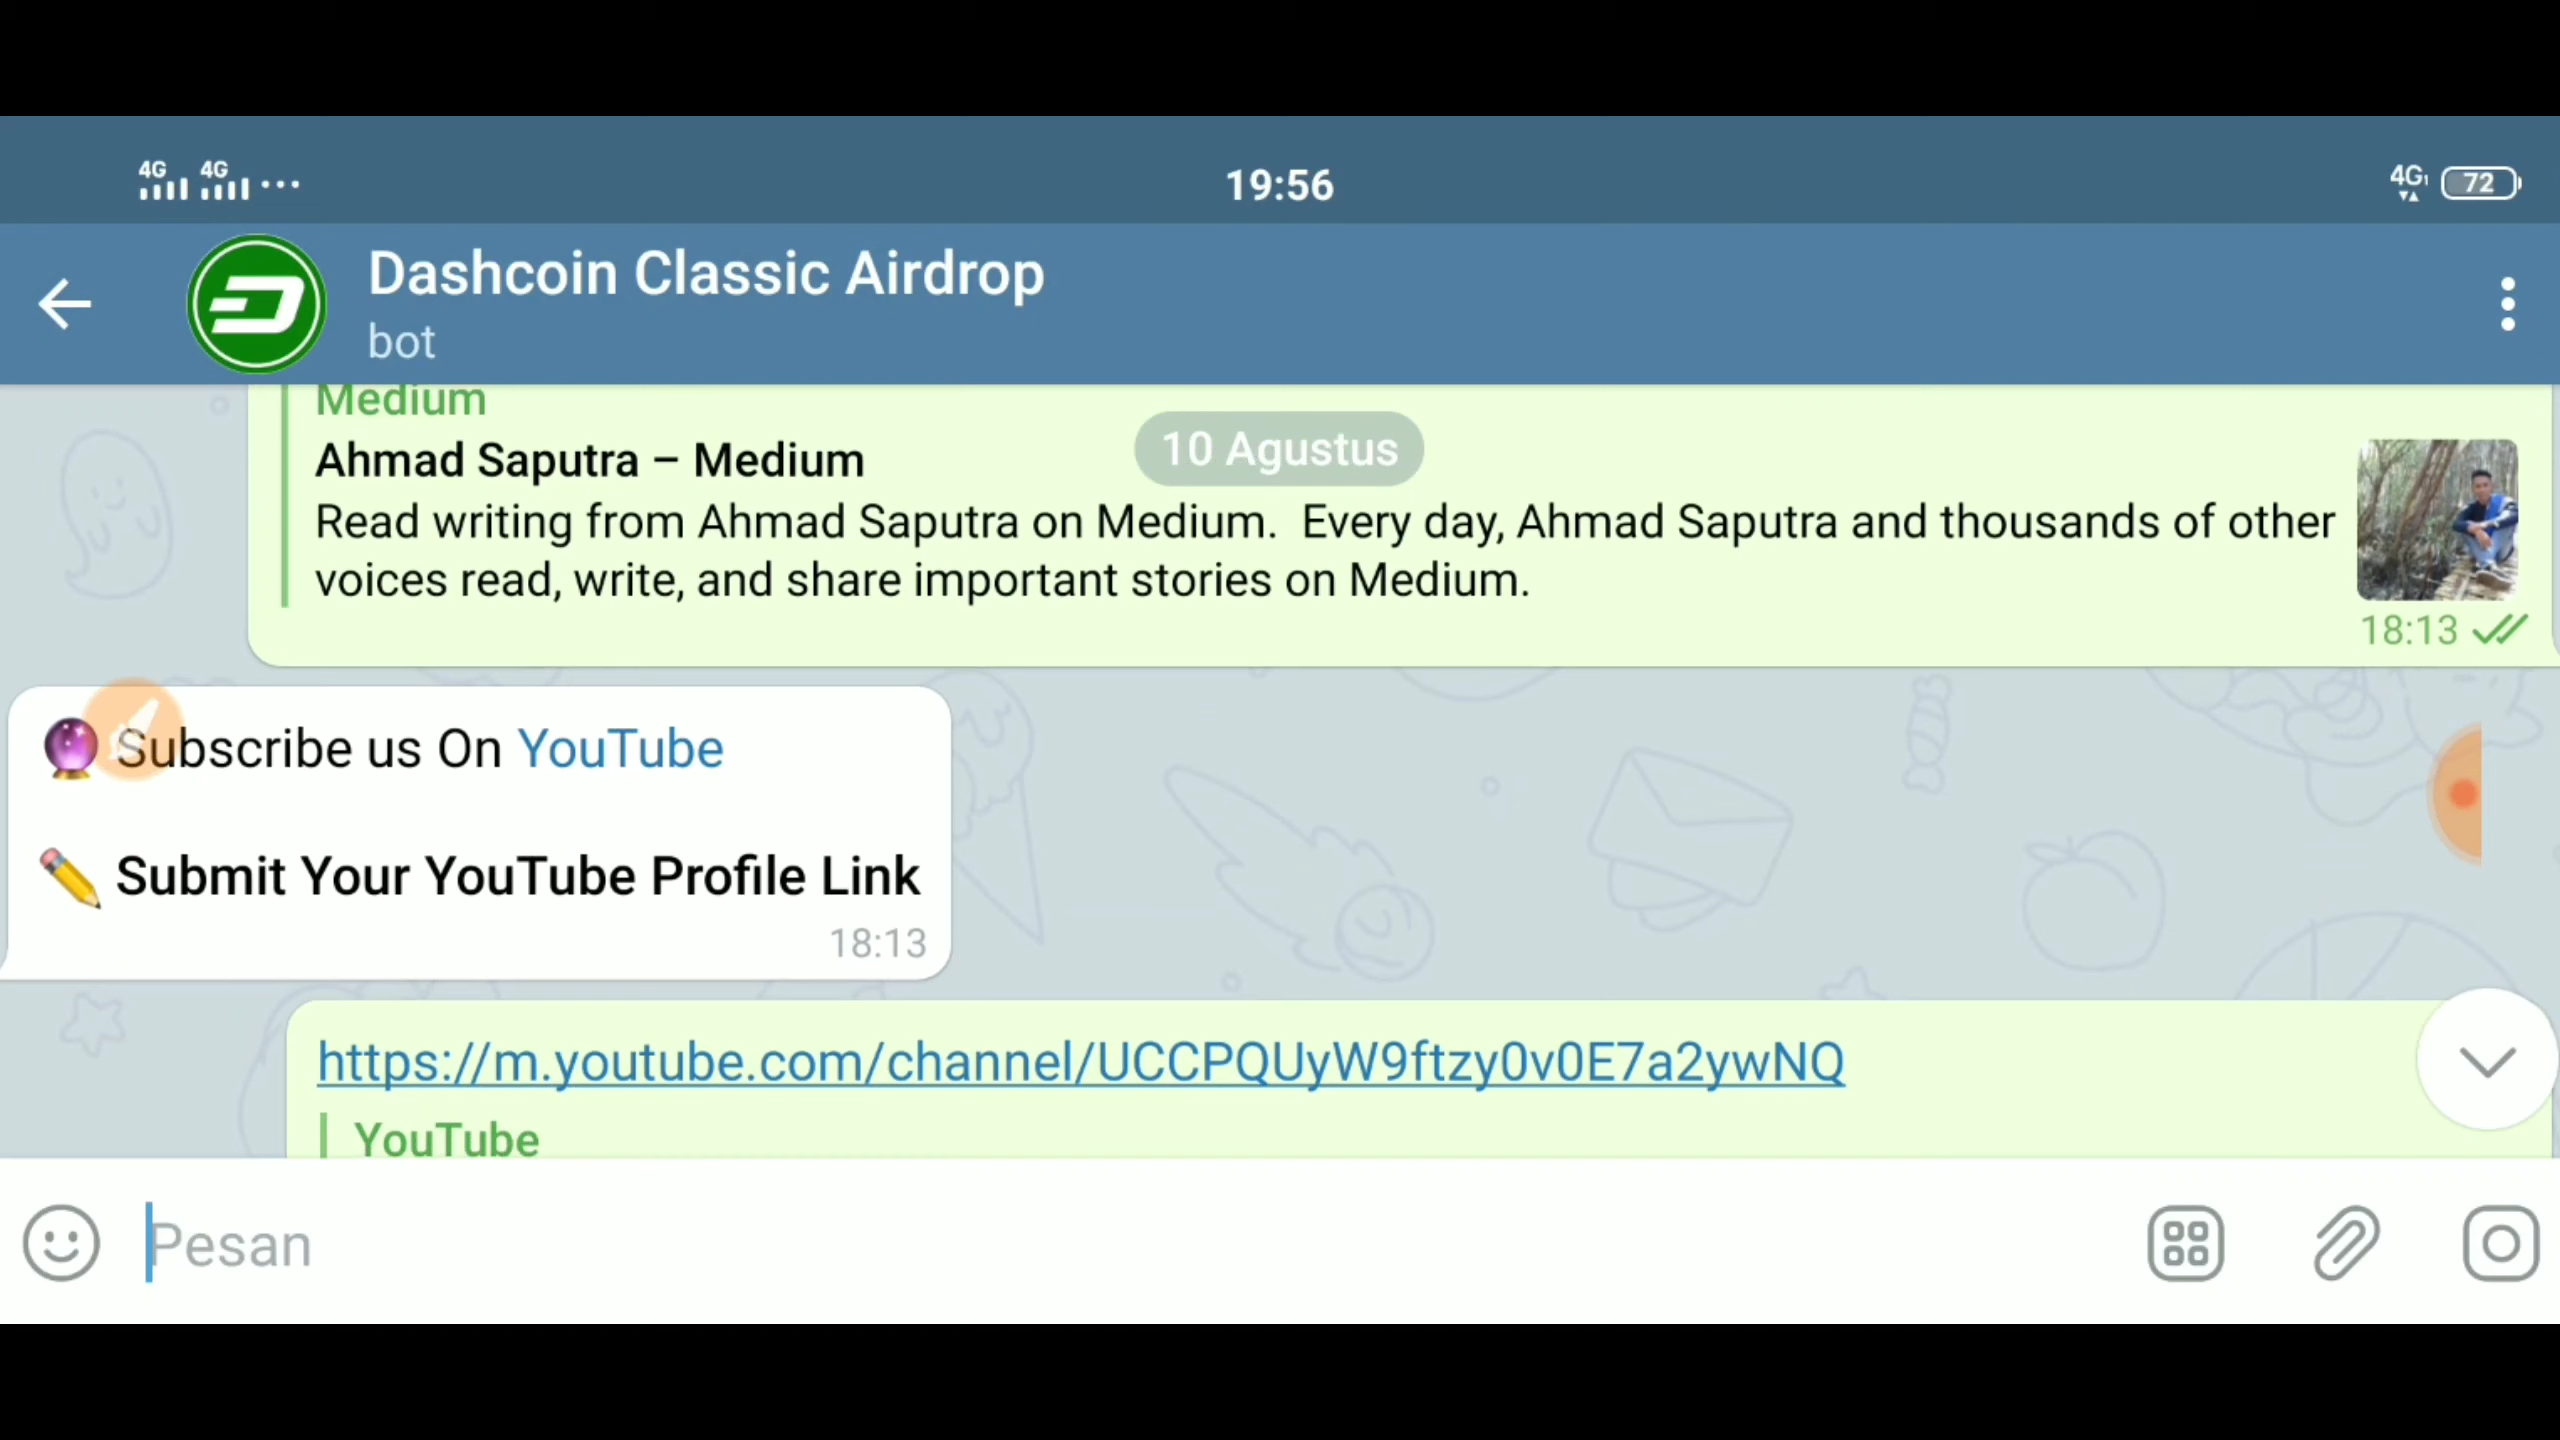 4G 4G
19:56
4G1 72
Dashcoin Classic Airdrop
bot
Medium
10 Agustus
Ahmad Saputra – Medium
Read writing from Ahmad Saputra on Medium. Every day, Ahmad Saputra and thousands of other
voices read, write, and share important stories on Medium.
18:13
Subscribe us On YouTube
Submit Your YouTube Profile Link
18:13
https://m.youtube.com/channel/UCCPQUyW9ftzy0v0E7a2ywNQ
YouTube
Pesan